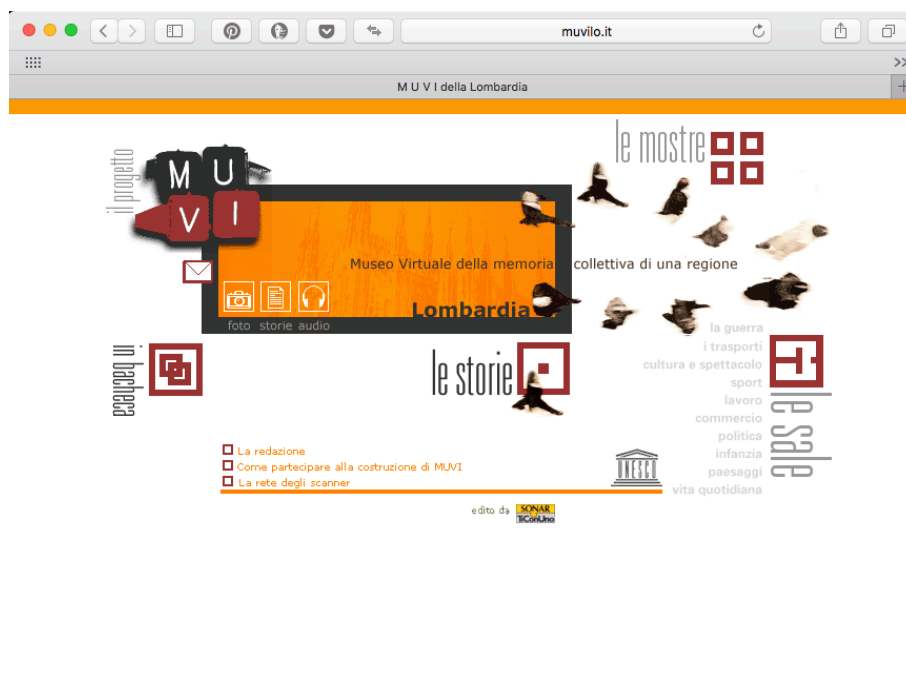 muvilo.it
M U V I della Lombardia
il progetto
M U
V I
le mostre
Museo Virtuale della memoria collettiva di una regione
Lombardia
foto storie audio
in bacheca
le storie
le sale
la guerra
i trasporti
cultura e spettacolo
sport
lavoro
commercio
politica
infanzia
paesaggi
vita quotidiana
La redazione
Come partecipare alla costruzione di MUVI
La rete degli scanner
UNESCO
edito da SONAR
TiConUno